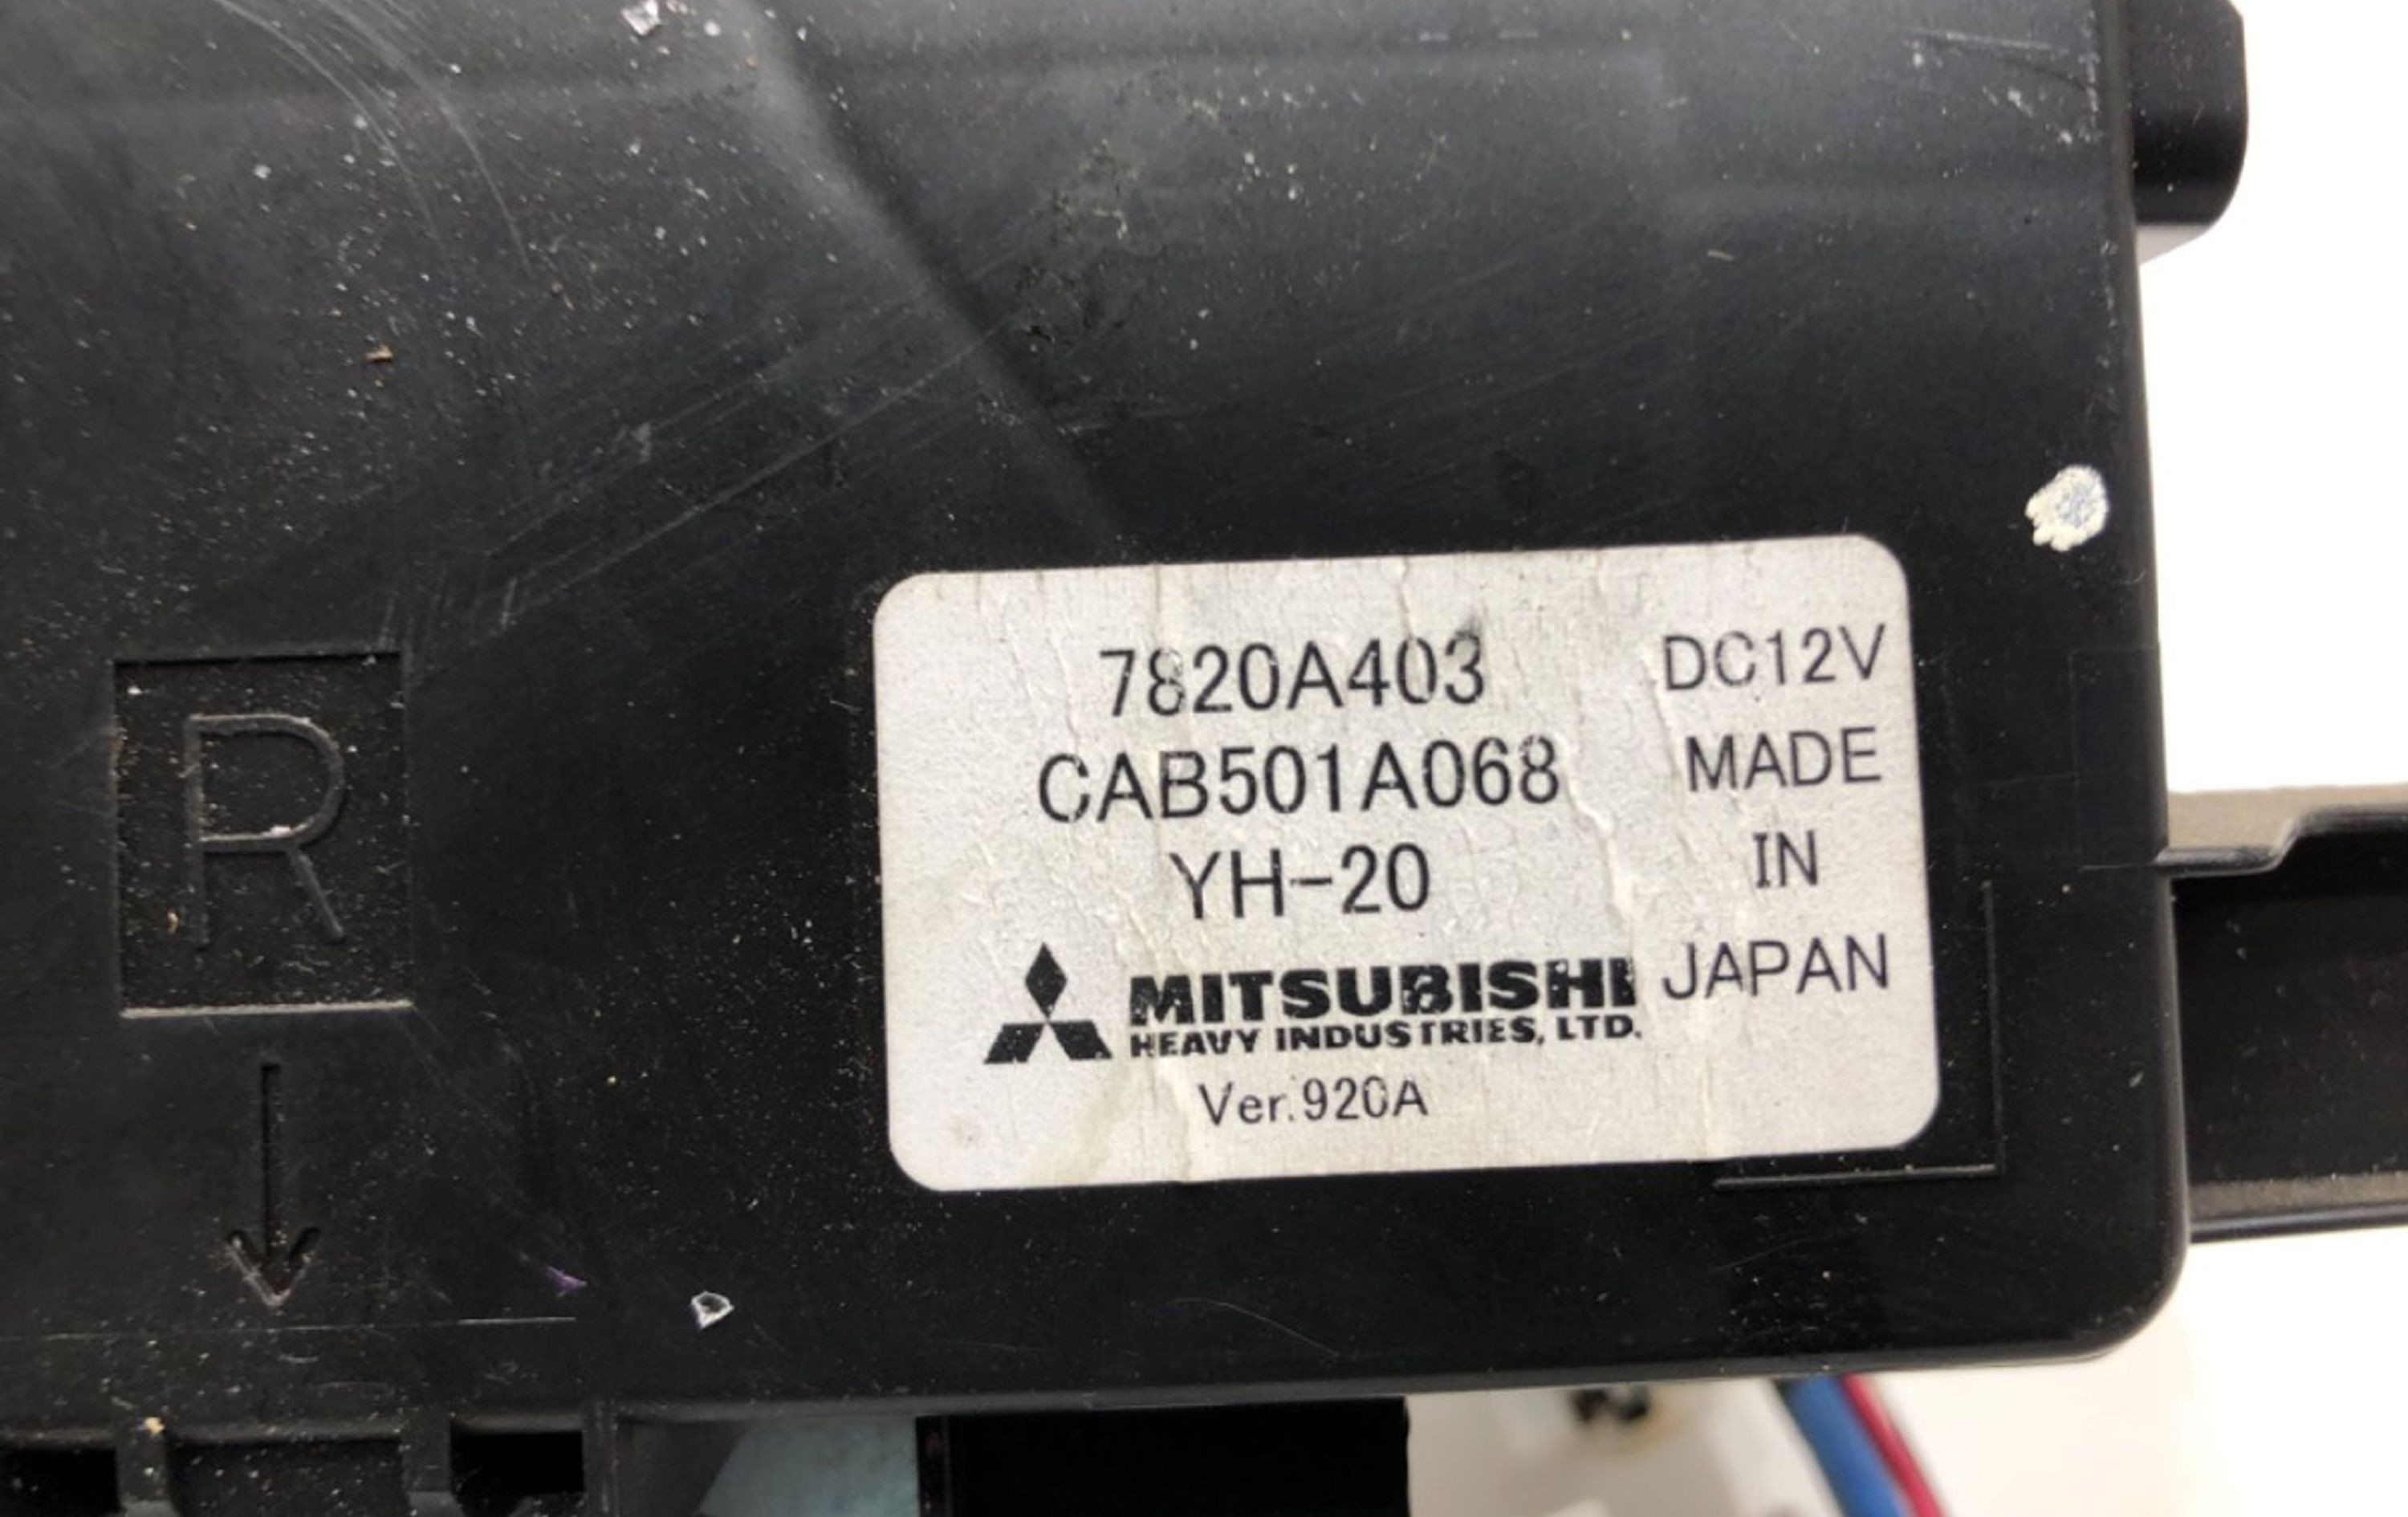 7820A403
CAB501A068
YH-20
MITSUBISHI
HEAVY INDUSTRIES, LTD.
Ver.920A
DC12V
MADE
IN
JAPAN
R